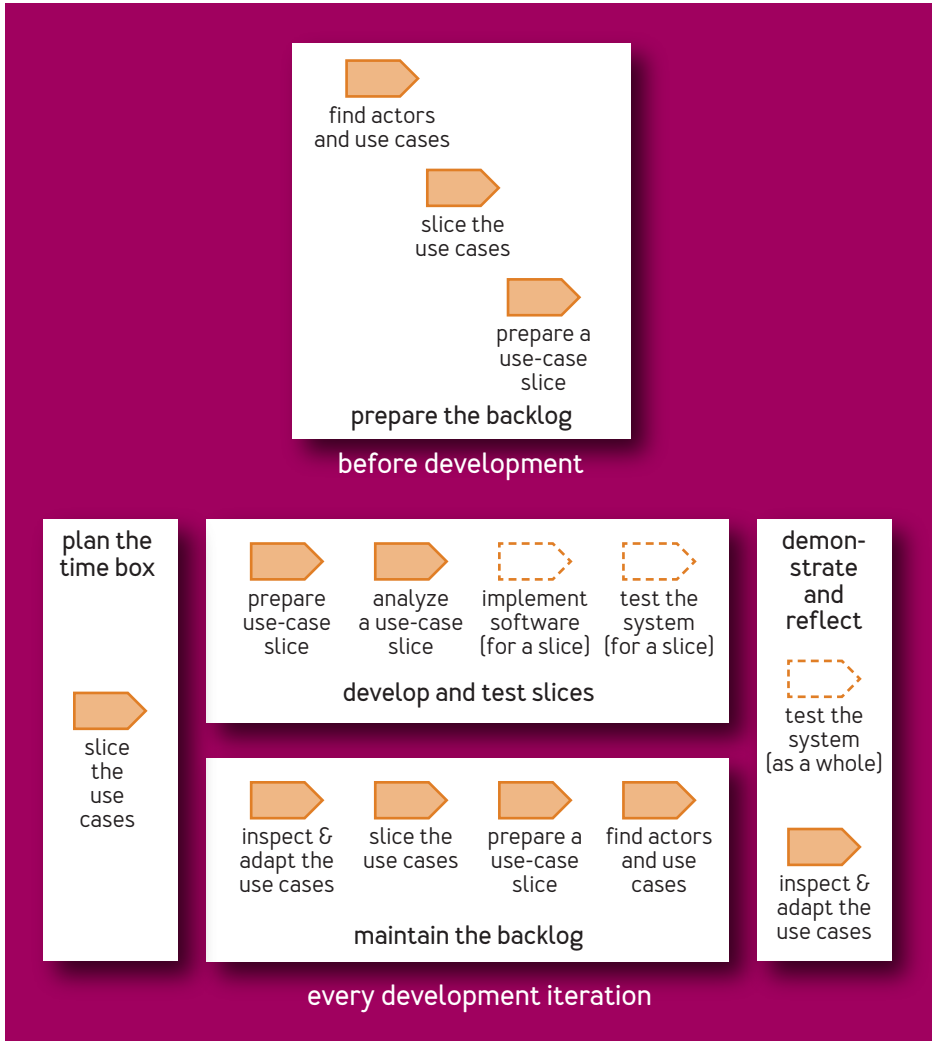 find actors
and use cases
slice the
use cases
prepare a
use-case
slice
prepare the backlog
before development
plan the
time box
slice
the
use
cases
prepare
use-case
slice
analyze
a use-case
slice
implement
software
(for a slice)
test the
system
(for a slice)
develop and test slices
inspect &
adapt the
use cases
slice the
use cases
prepare a
use-case
slice
find actors
and use
cases
maintain the backlog
demon-
strate
and
reflect
test the
system
(as a whole)
inspect &
adapt the
use cases
every development iteration